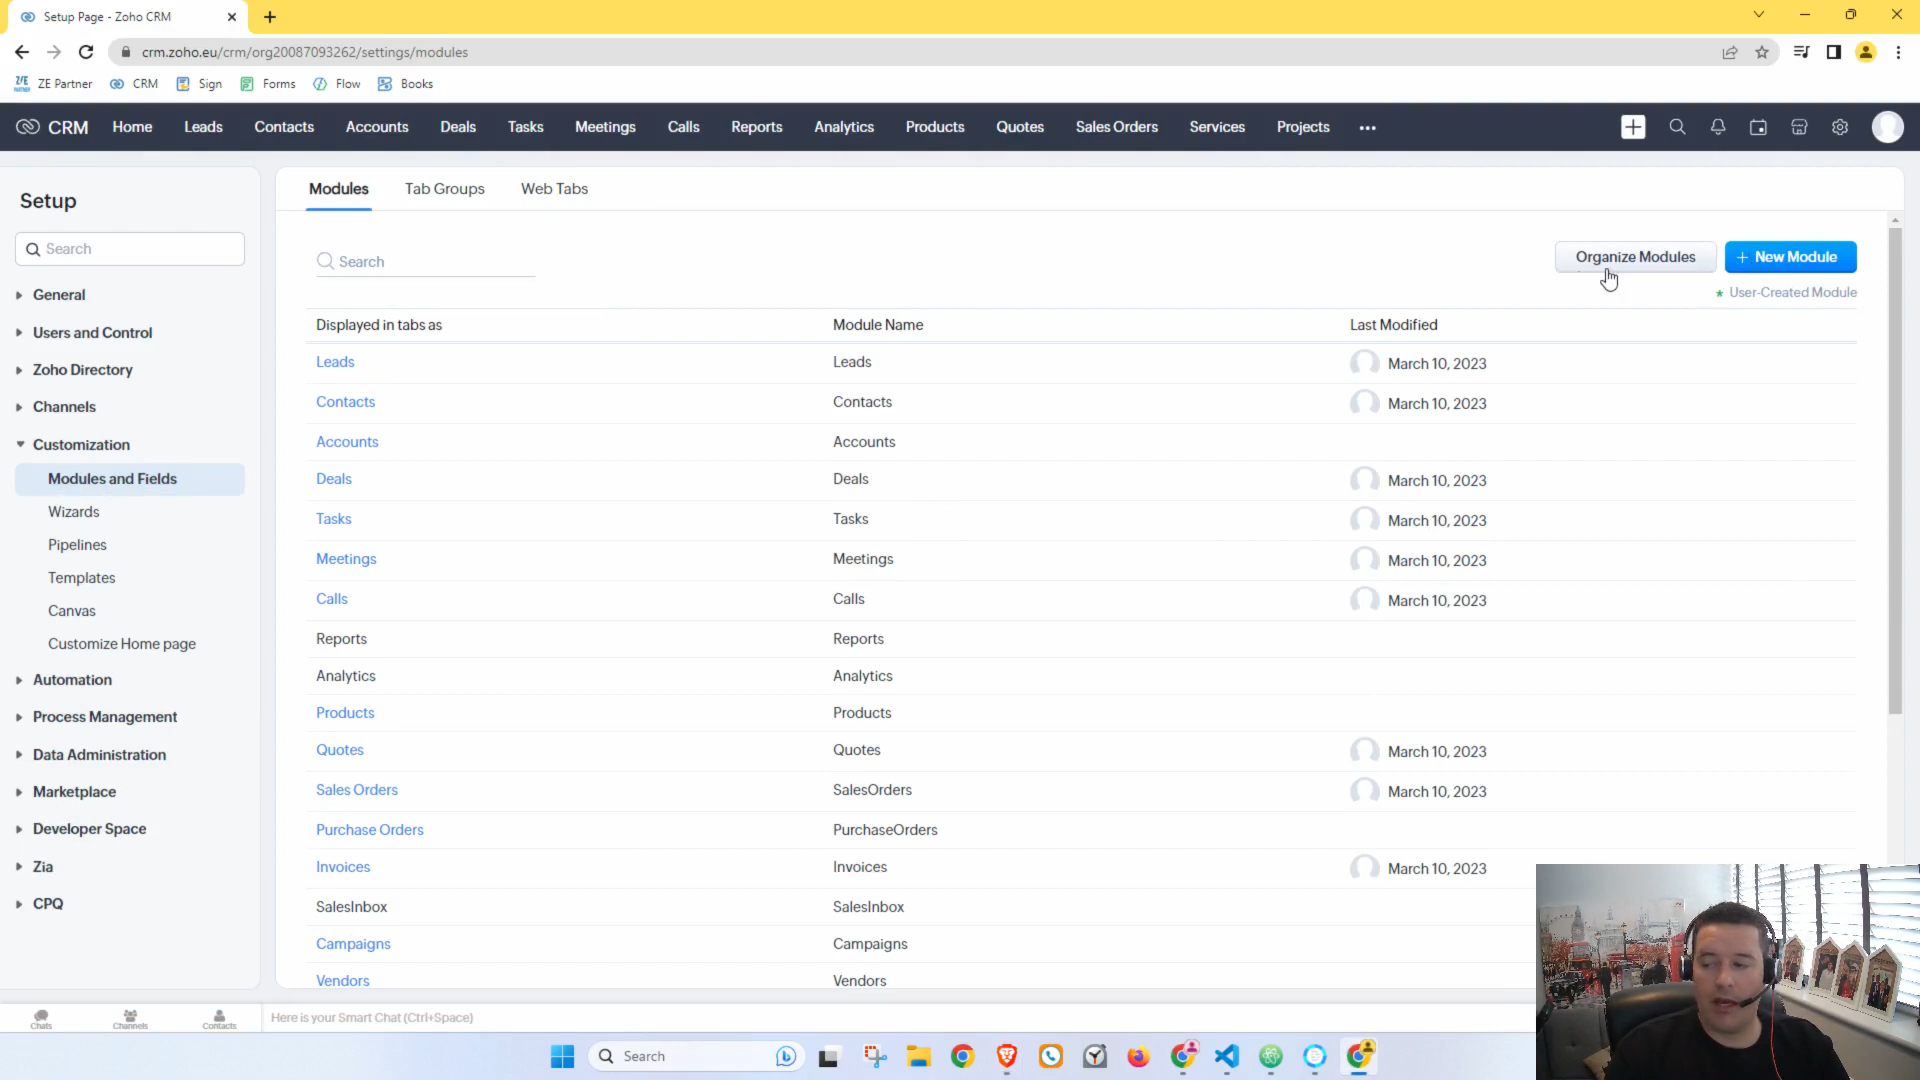 Setup Page - Zoho CRM
crm.zoho.eu/crm/org20087093262/settings/modules
ZE Partner CRM Sign Forms Flow Books
CRM Home Leads Contacts Accounts Deals Tasks Meetings Calls Reports Analytics Products Quotes Sales Orders Services Projects
Setup
Search
General
Users and Control
Zoho Directory
Channels
Customization
Modules and Fields
Wizards
Pipelines
Templates
Canvas
Customize Home page
Automation
Process Management
Data Administration
Marketplace
Developer Space
Zia
CPQ
Modules Tab Groups Web Tabs
Search
Organize Modules
+ New Module
* User-Created Module
Displayed in tabs as Module Name Last Modified
Leads Leads March 10, 2023
Contacts Contacts March 10, 2023
Accounts Accounts
Deals Deals March 10, 2023
Tasks Tasks March 10, 2023
Meetings Meetings March 10, 2023
Calls Calls March 10, 2023
Reports Reports
Analytics Analytics
Products Products
Quotes Quotes March 10, 2023
Sales Orders SalesOrders March 10, 2023
Purchase Orders PurchaseOrders
Invoices Invoices March 10, 2023
SalesInbox SalesInbox
Campaigns Campaigns
Vendors Vendors
Chats Channels Contacts
Here is your Smart Chat (Ctrl+Space)
Search